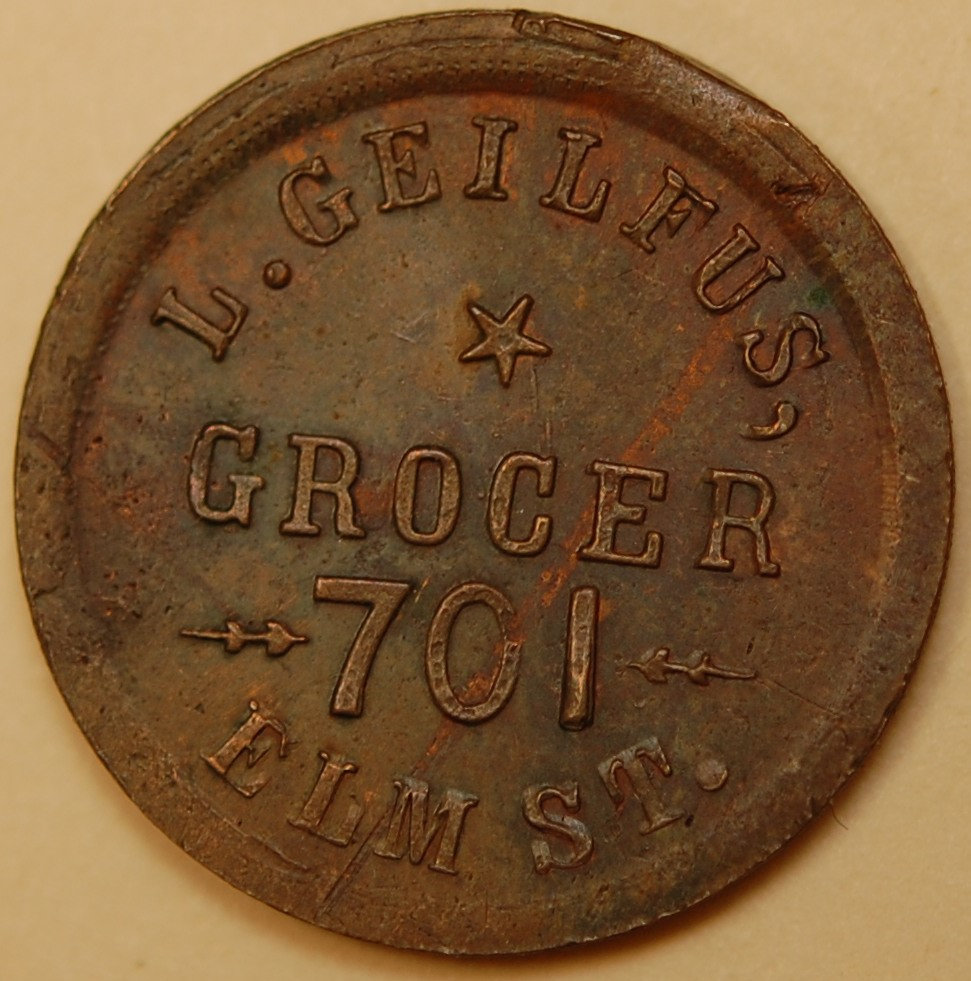 L. GEILFUS,
GROCER
701
ELM ST.